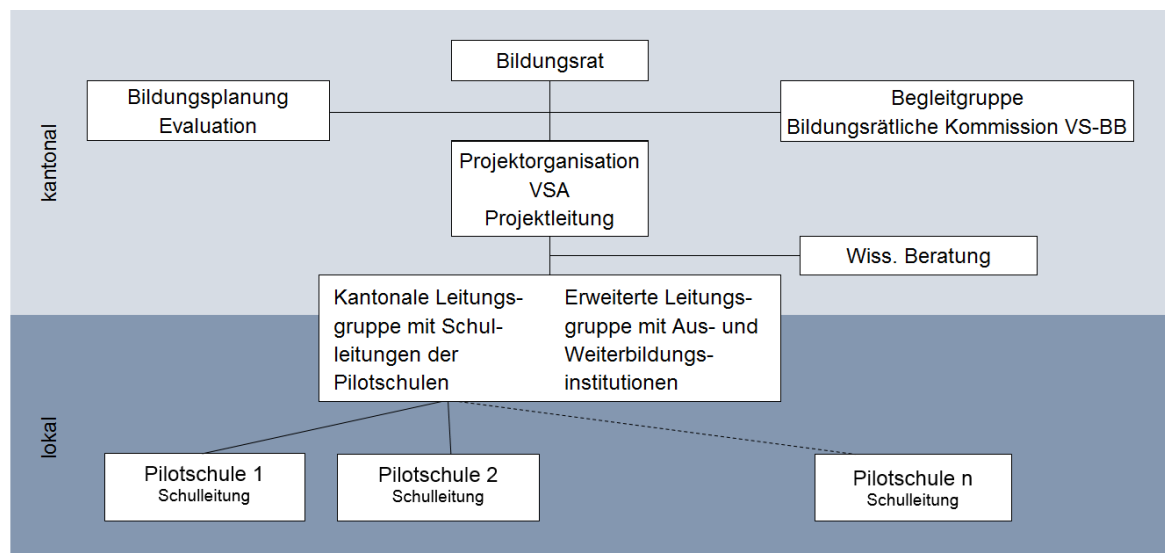 Bildungsrat
Bildungsplanung
Evaluation
Begleitgruppe
Bildungsrätliche Kommission VS-BB
kantonal
Projektorganisation
VSA
Projektleitung
Wiss. Beratung
Kantonale Leitungs-
gruppe mit Schul-
leitungen der
Pilotschulen
Erweiterte Leitungs-
gruppe mit Aus- und
Weiterbildungs-
institutionen
lokal
Pilotschule 1
Schulleitung
Pilotschule 2
Schulleitung
Pilotschule n
Schulleitung